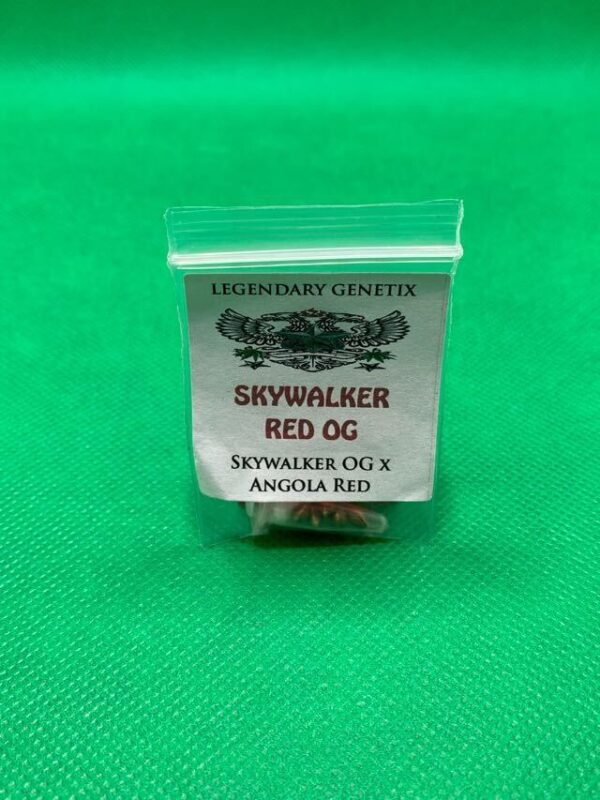 LEGENDARY GENETIX
SKYWALKER
RED OG
SKYWALKER OG X
ANGOLA RED